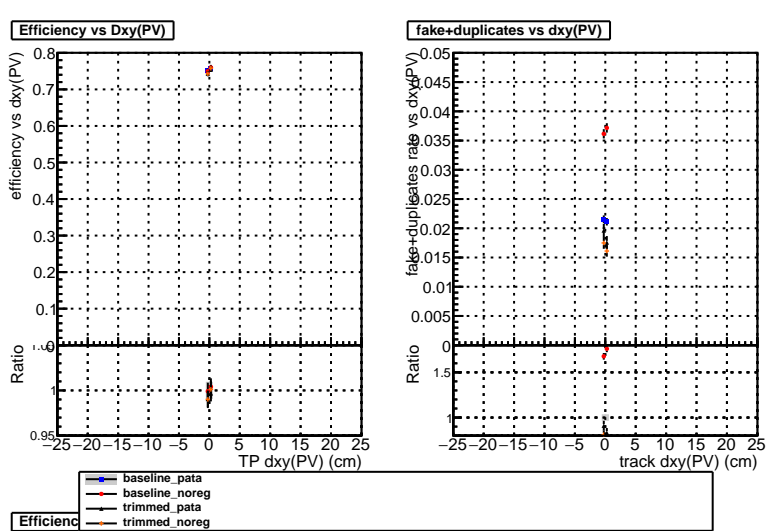 Efficiency vs Dxy(PV)
efficiency vs dxy(PV)
0.8
0.7
0.6
0.5
0.4
0.3
0.2
0.1
0
Ratio
1
0.95
−25 −20 −15 −10 −5 0 5 10 15 20 25
TP dxy(PV) (cm)
fake+duplicates vs dxy(PV)
fake+duplicates rate vs dxy(PV)
0.05
0.045
0.04
0.035
0.03
0.025
0.02
0.015
0.01
0.005
0
Ratio
1.5
1
−25 −20 −15 −10 −5 0 5 10 15 20 25
track dxy(PV) (cm)
baseline_pata
baseline_noreg
trimmed_pata
trimmed_noreg
Efficienc